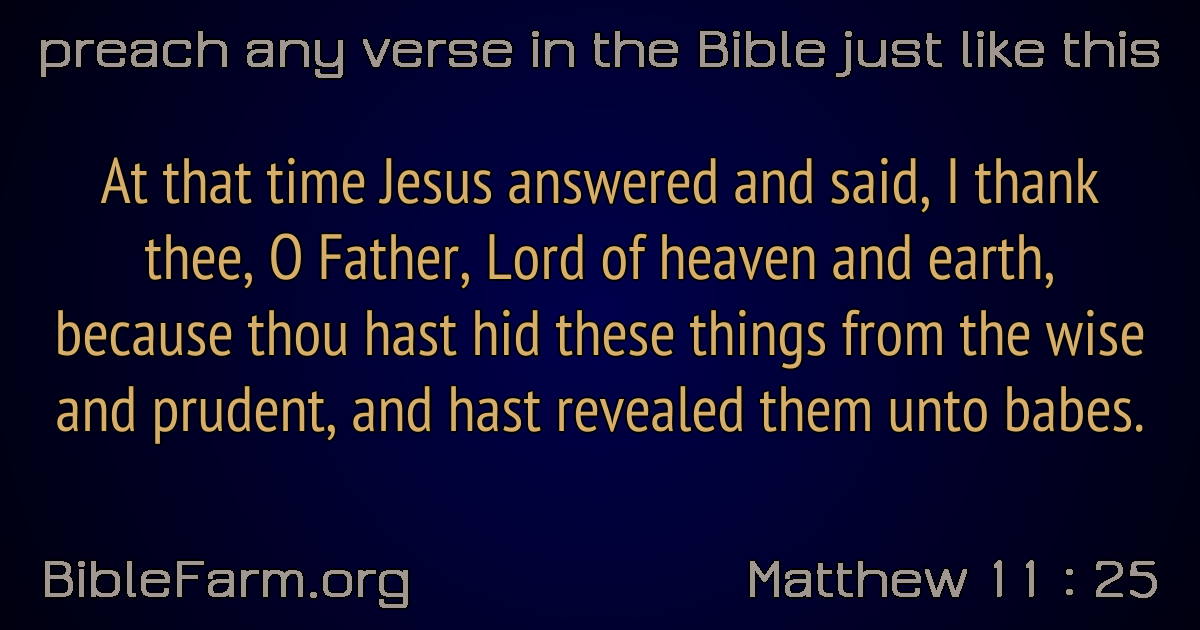 preach any verse in the Bible just like this
At that time Jesus answered and said, I thank
thee, O Father, Lord of heaven and earth,
because thou hast hid these things from the wise
and prudent, and hast revealed them unto babes.
BibleFarm.org
Matthew 11 : 25